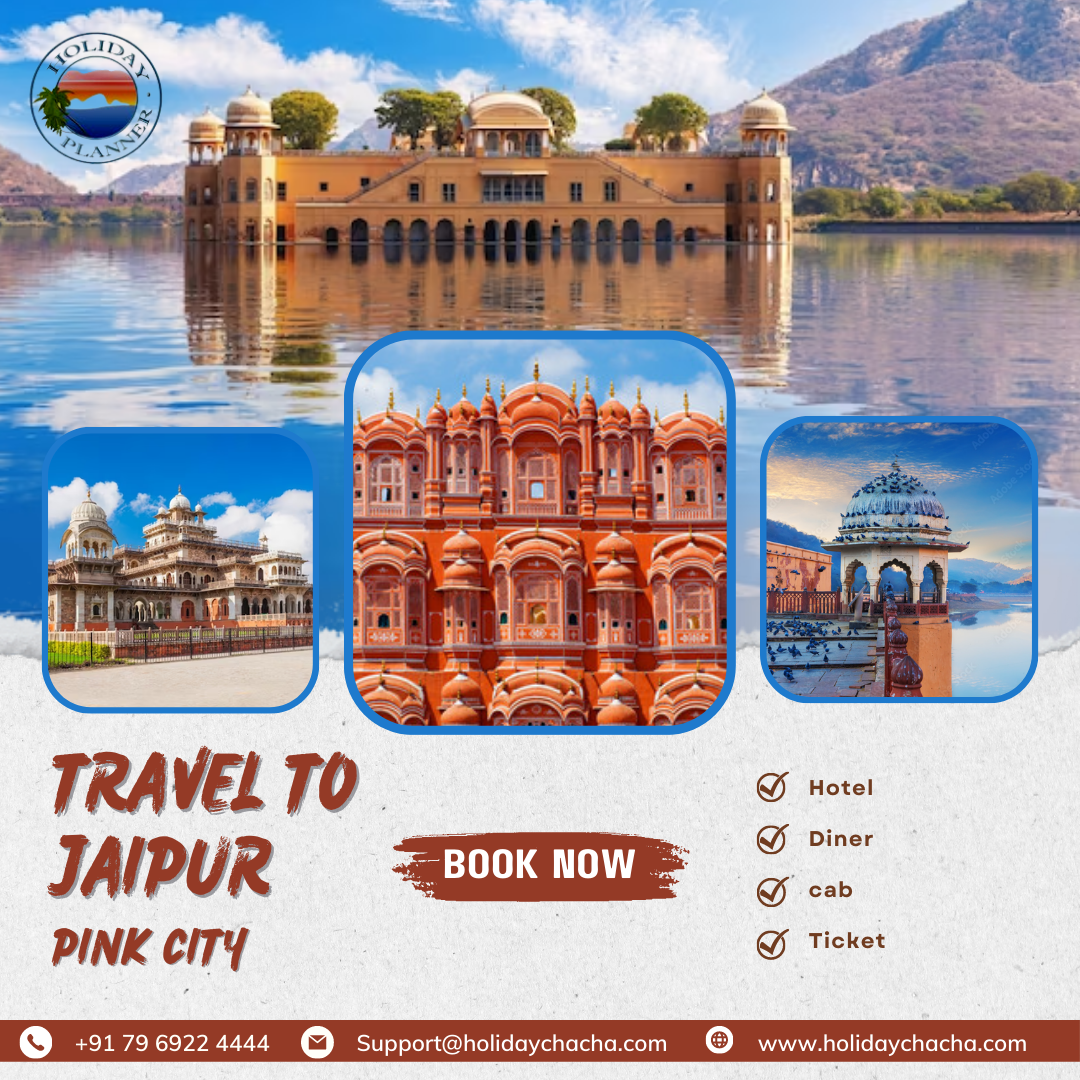 HOLIDAY
PLANNER
TRAVEL TO
JAIPUR
PINK CITY
BOOK NOW
Hotel
Diner
cab
Ticket
+91 79 6922 4444
Support@holidaychacha.com
www.holidaychacha.com